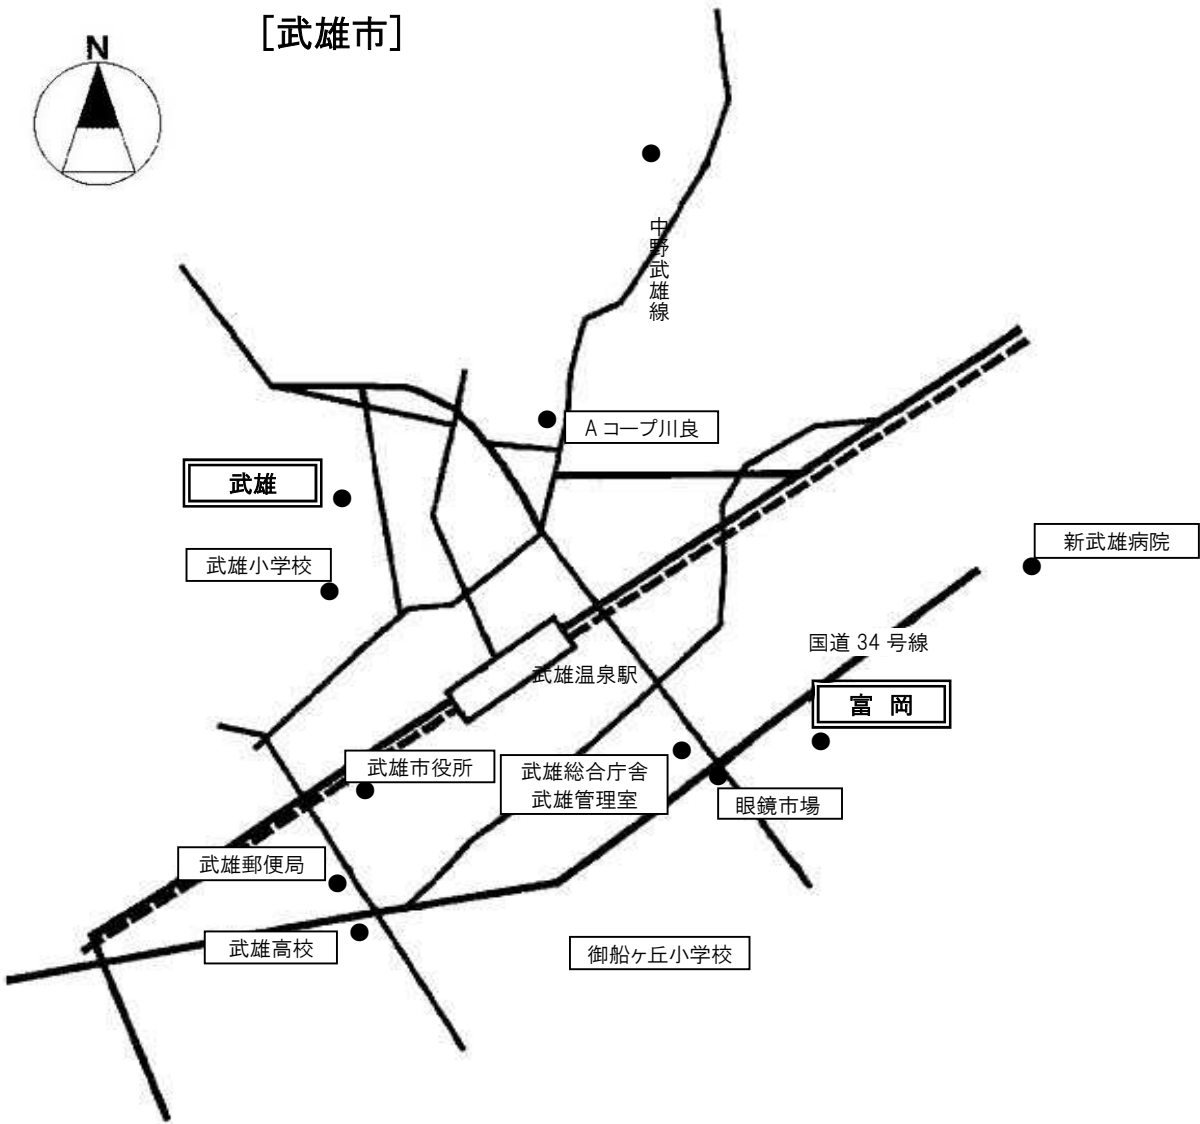 [武雄市]
N
中野武雄線
Aコープ川良
武雄
武雄小学校
新武雄病院
国道34号線
武雄温泉駅
富 岡
武雄市役所
武雄総合庁舎
武雄管理室
眼鏡市場
武雄郵便局
武雄高校
御船ヶ丘小学校